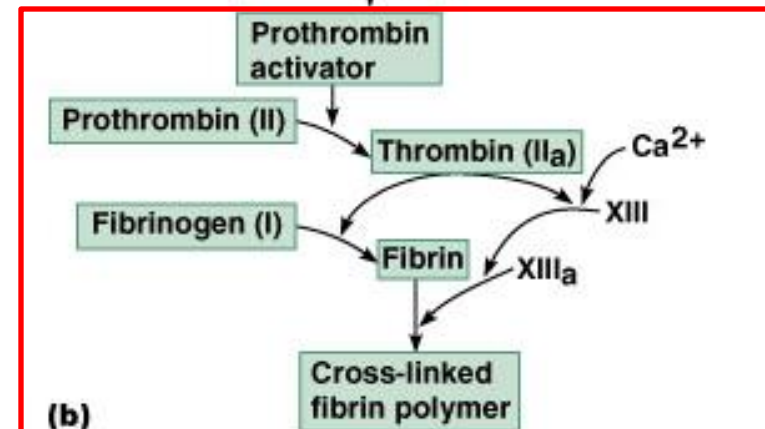 Prothrombin
activator
Prothrombin (II)
Thrombin (IIa)
Ca2+
XIII
Fibrinogen (I)
Fibrin
XIIIa
Cross-linked
fibrin polymer
(b)